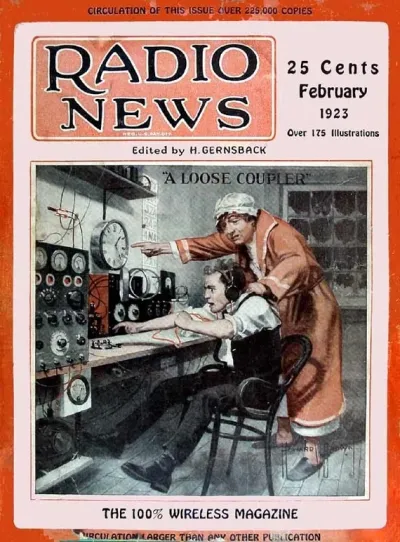 CIRCULATION OF THIS ISSUE OVER 225,000 COPIES
RADIO
NEWS
25 Cents
February
1923
Over 175 Illustrations
Edited by H. GERNSBACK
"A LOOSE COUPLER"
THE 100% WIRELESS MAGAZINE
CIRCULATION LARGER THAN ANY OTHER PUBLICATION